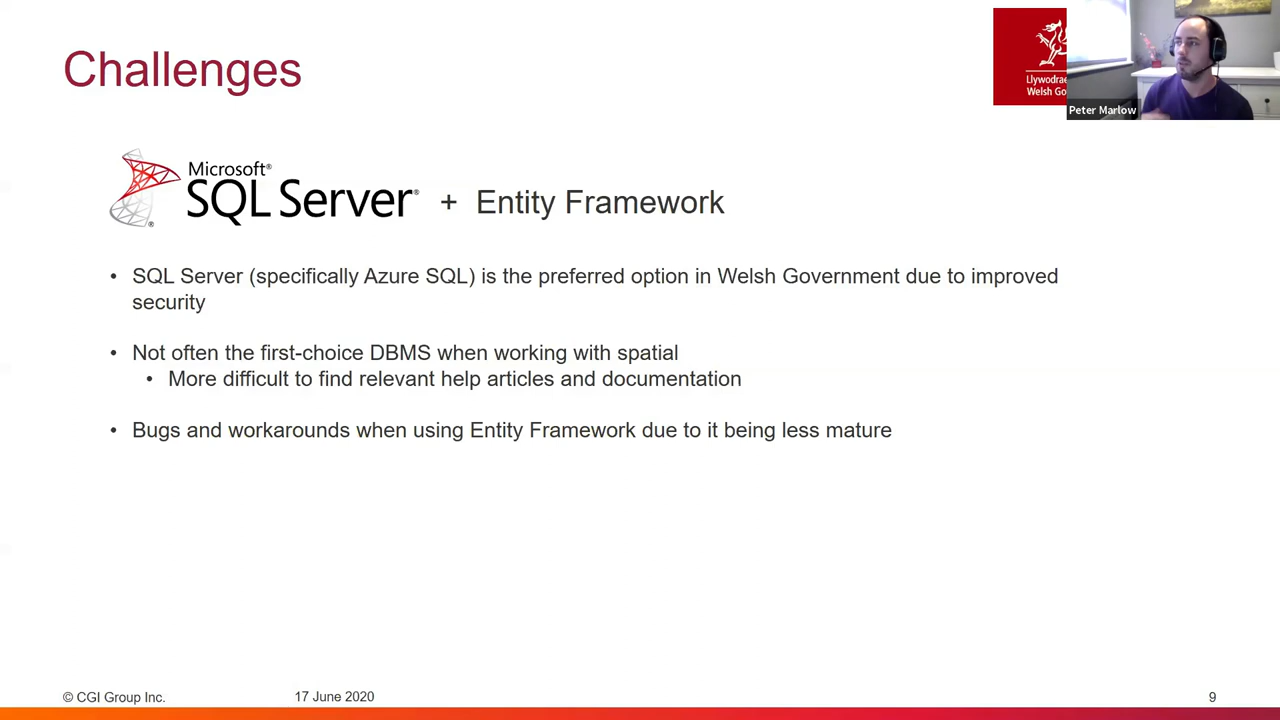 Challenges
Llywodrae
Welsh Go
Peter Marlow
Microsoft®
SQL Server® + Entity Framework
®
• SQL Server (specifically Azure SQL) is the preferred option in Welsh Government due to improved
security
• Not often the first-choice DBMS when working with spatial
• More difficult to find relevant help articles and documentation
• Bugs and workarounds when using Entity Framework due to it being less mature
© CGI Group Inc.
17 June 2020
9